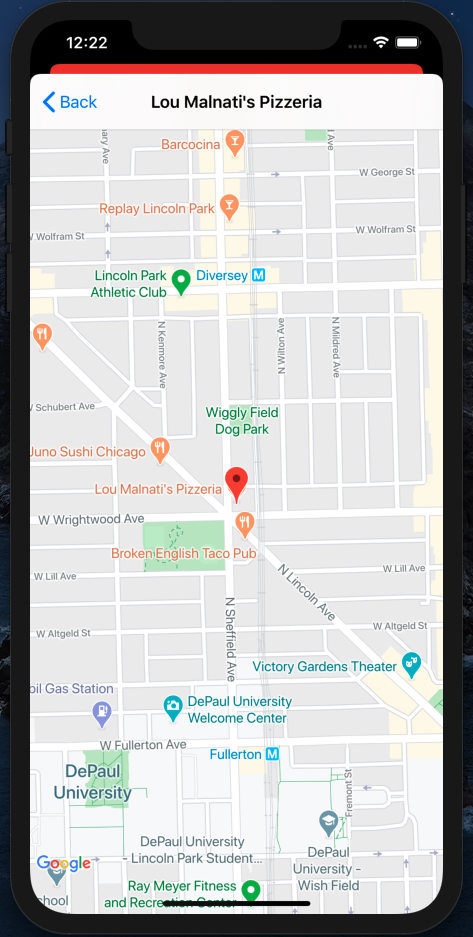 12:22
Back
Lou Malnati's Pizzeria
Barcocina
W George St
Replay Lincoln Park
W Wolfram St
W Wolfram St
Lincoln Park
Athletic Club
Diversey M
N Kenmore Ave
N Wilton Ave
N Mildred Ave
W Schubert Ave
Wiggly Field
Dog Park
Juno Sushi Chicago
Lou Malnati's Pizzeria
W Wrightwood Ave
Broken English Taco Pub
W Lill Ave
W Lill Ave
N Lincoln Ave
N Sheffield Ave
W Altgeld St
W Altgeld St
Victory Gardens Theater
oil Gas Station
DePaul University
Welcome Center
W Fullerton Ave
Fullerton M
DePaul
University
Fremont St
DePaul University
- Lincoln Park Student...
DePaul
University -
Wish Field
Google
hool
Ray Meyer Fitness
and Recreation Center